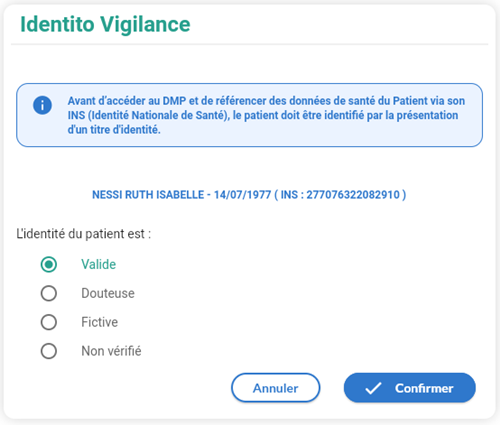 Identito Vigilance
Avant d'accéder au DMP et de référencer des données de santé du Patient via son
INS (Identité Nationale de Santé), le patient doit être identifié par la présentation
d'un titre d'identité.
NESSI RUTH ISABELLE - 14/07/1977 ( INS : 277076322082910 )
L'identité du patient est :
Valide
Douteuse
Fictive
Non vérifié
Annuler
Confirmer